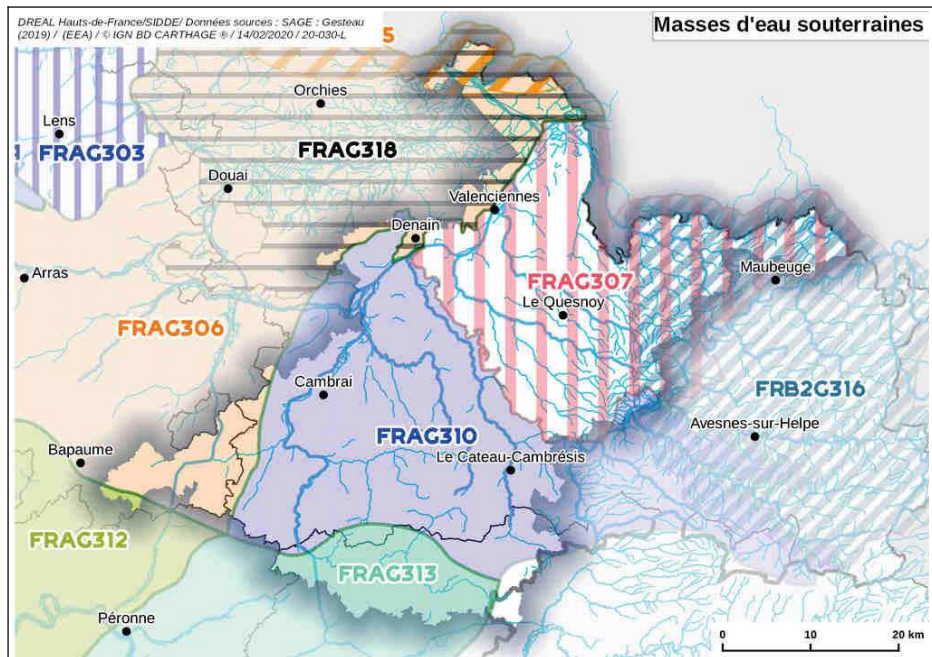 DREAL Hauts-de-France/SIDDE/ Données sources : SAGE : Gesteau
(2019) / (EEA) / © IGN BD CARTHAGE ® / 14/02/2020 / 20-030-L
5
Masses d'eau souterraines
Orchies
Lens
FRAG303
FRAG318
Douai
Valenciennes
Denain
Arras
Maubeuge
FRAG307
Le Quesnoy
FRAG306
Cambrai
FRB2G316
Avesnes-sur-Helpe
FRAG310
Bapaume
Le Cateau-Cambrésis
FRAG312
FRAG313
Péronne
0 10 20 km